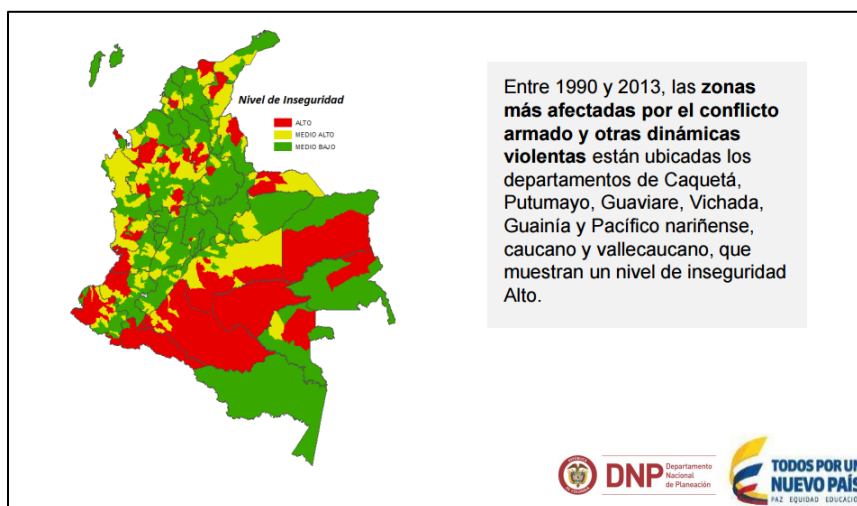 Nivel de Inseguridad
ALTO
MEDIO ALTO
MEDIO BAJO
Entre 1990 y 2013, las zonas
más afectadas por el conflicto
armado y otras dinámicas
violentas están ubicadas los
departamentos de Caquetá,
Putumayo, Guaviare, Vichada,
Guainía y Pacífico nariñense,
caucano y vallecaucano, que
muestran un nivel de inseguridad
Alto.
DNP
Departamento
Nacional
de Planeación
TODOS POR UN
NUEVO PAÍS
PAZ EQUIDAD EDUCACIÓ